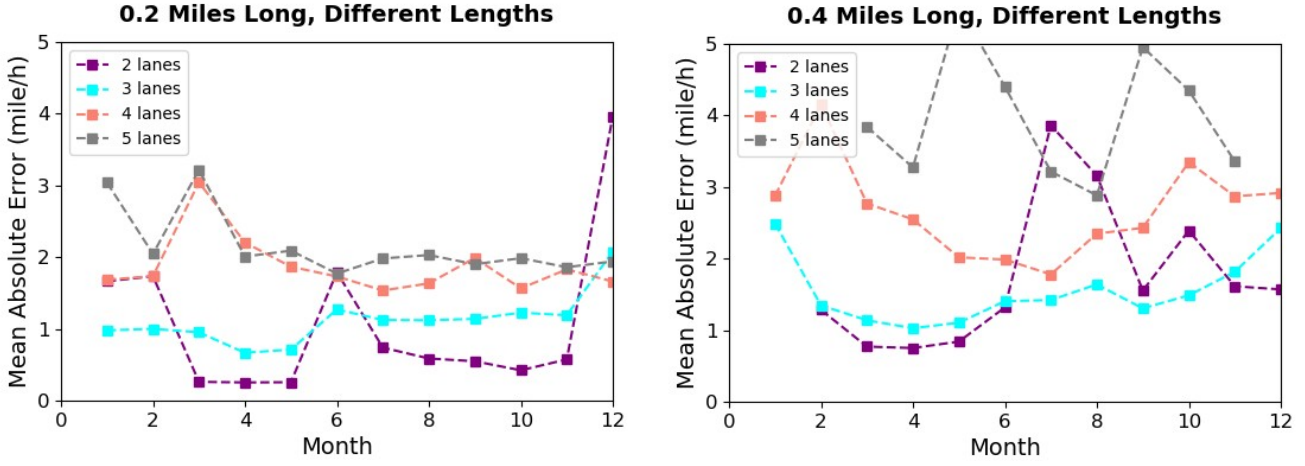 0.2 Miles Long, Different Lengths
5
4
3
2
1
0
Mean Absolute Error (mile/h)
2 lanes
3 lanes
4 lanes
5 lanes
0 2 4 6 8 10 12
Month
0.4 Miles Long, Different Lengths
5
4
3
2
1
0
Mean Absolute Error (mile/h)
2 lanes
3 lanes
4 lanes
5 lanes
0 2 4 6 8 10 12
Month